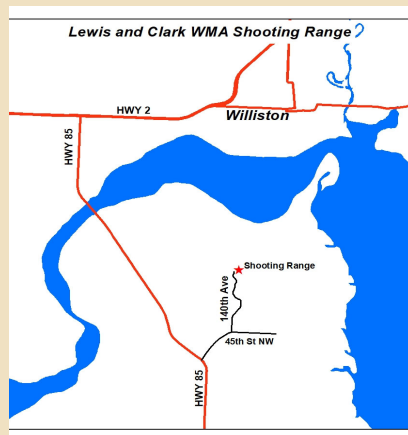 Lewis and Clark WMA Shooting Range
HWY 2
Williston
HWY 85
Shooting Range
140th Ave
45th St NW
HWY 85